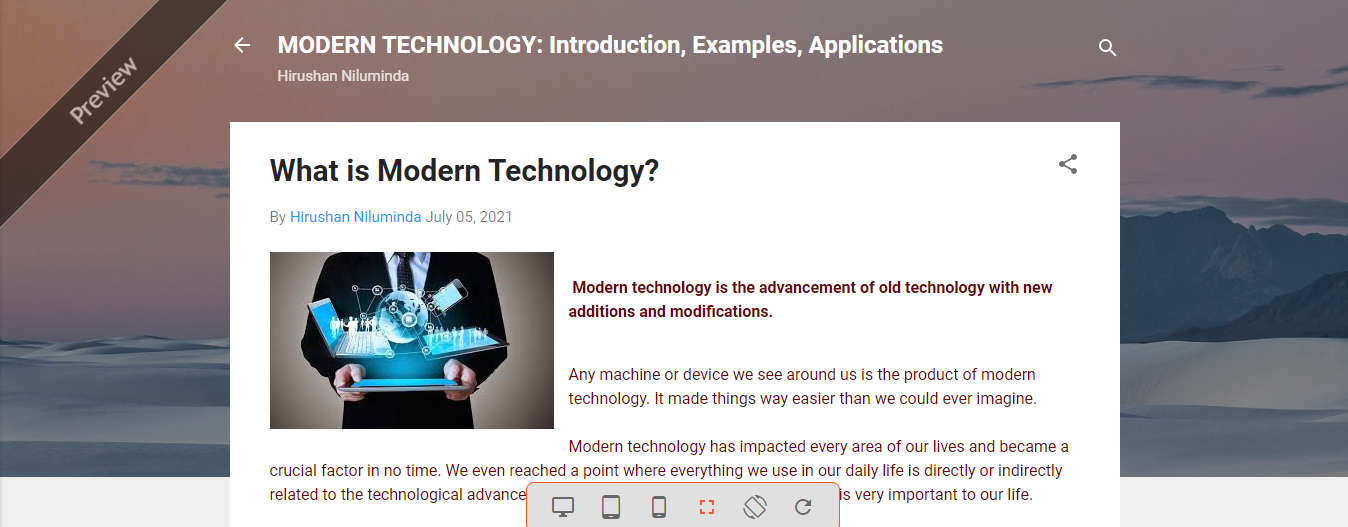 Preview
MODERN TECHNOLOGY: Introduction, Examples, Applications
Hirushan Niluminda
What is Modern Technology?
By Hirushan Niluminda July 05, 2021
Modern technology is the advancement of old technology with new
additions and modifications.
Any machine or device we see around us is the product of modern
technology. It made things way easier than we could ever imagine.
Modern technology has impacted every area of our lives and became a
crucial factor in no time. We even reached a point where everything we use in our daily life is directly or indirectly
related to the technological is very important to our life.